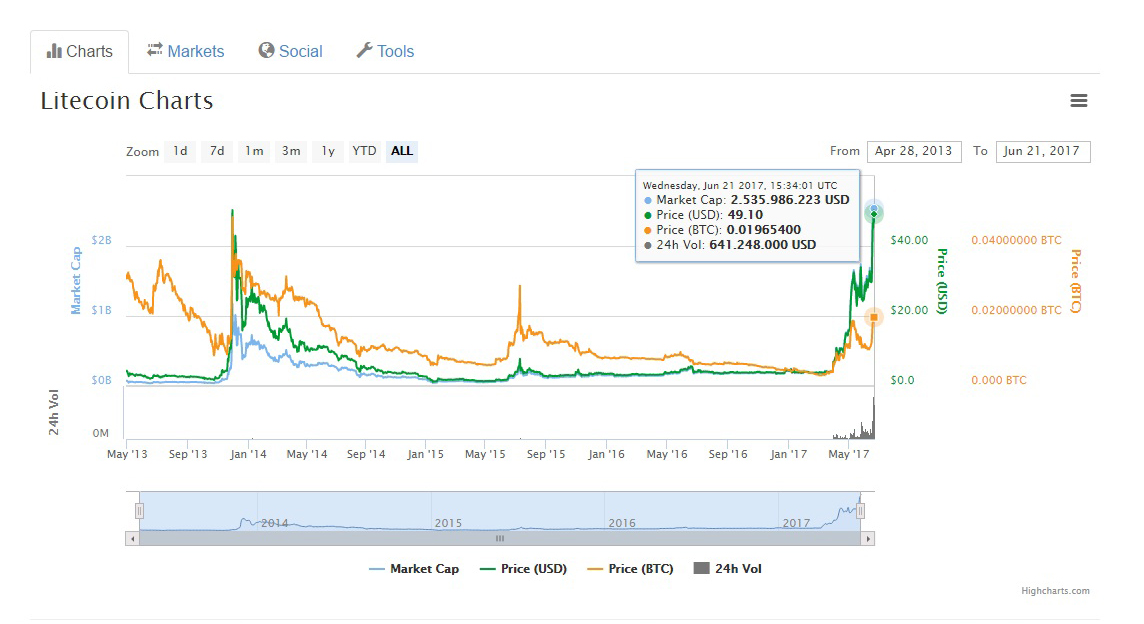 Charts Markets Social Tools
Litecoin Charts
Zoom 1d 7d 1m 3m 1y YTD ALL From Apr 28, 2013 To Jun 21, 2017
Wednesday, Jun 21 2017, 15:34:01 UTC
Market Cap: 2.535.986.223 USD
Price (USD): 49.10
Price (BTC): 0.01965400
24h Vol: 641.248.000 USD
Market Cap
$2B
$1B
$0B
$40.00
$20.00
$0.0
Price (USD)
0.04000000 BTC
0.02000000 BTC
0.000 BTC
Price (BTC)
24h Vol
0M
May '13 Sep '13 Jan '14 May '14 Sep '14 Jan '15 May '15 Sep '15 Jan '16 May '16 Sep '16 Jan '17 May '17
2014 2015 2016 2017
Market Cap Price (USD) Price (BTC) 24h Vol
Highcharts.com